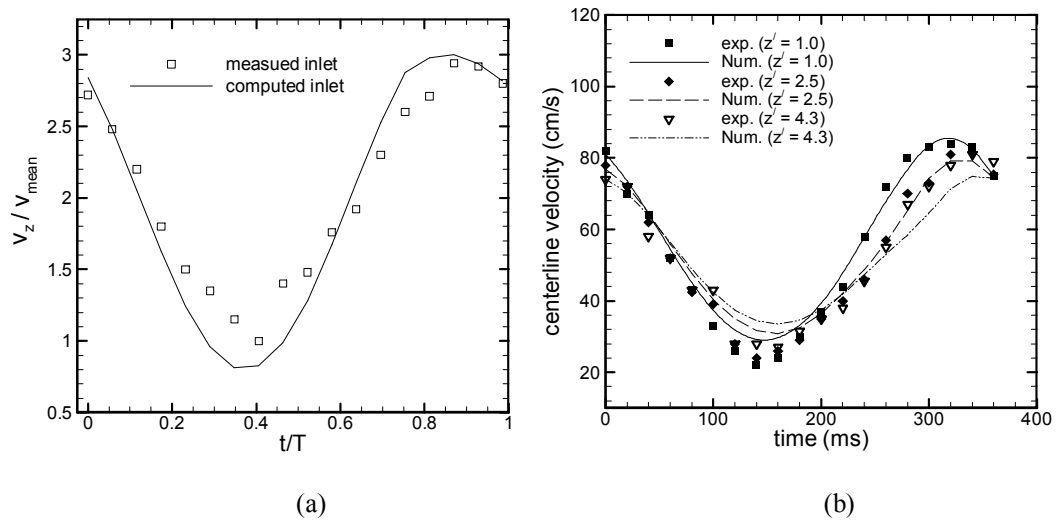 3
2.5
2
1.5
1
0.5
0 0.2 0.4 0.6 0.8 1
v_z / v_mean
t/T
measued inlet
computed inlet
(a)
120
100
80
60
40
20
0 100 200 300 400
centerline velocity (cm/s)
time (ms)
exp. (z′ = 1.0)
Num. (z′ = 1.0)
exp. (z′ = 2.5)
Num. (z′ = 2.5)
exp. (z′ = 4.3)
Num. (z′ = 4.3)
(b)